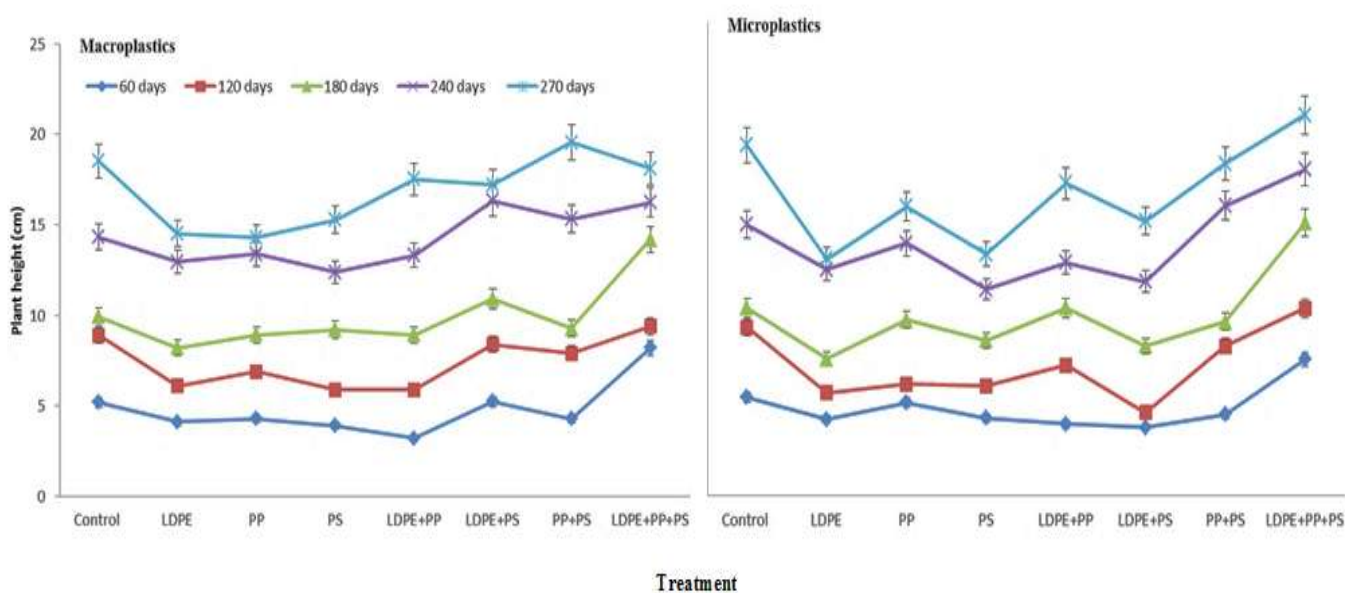 Macroplastics
Microplastics
60 days 120 days 180 days 240 days 270 days
Plant height (cm)
25
20
15
10
5
0
Control LDPE PP PS LDPE+PP LDPE+PS PP+PS LDPE+PP+PS
Control LDPE PP PS LDPE+PP LDPE+PS PP+PS LDPE+PP+PS
Treatment